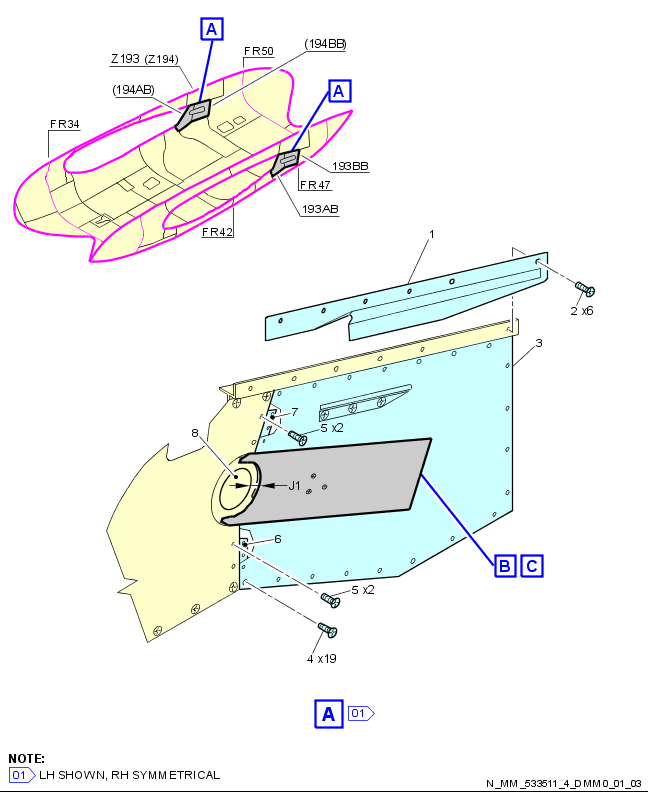 A
(194BB)
Z193 (Z194)
FR50
(194AB)
A
FR34
193BB
FR47
193AB
FR42
1
2 x6
3
7
5 x2
8
J1
6
B C
5 x2
4 x19
A 01
NOTE:
01 LH SHOWN, RH SYMMETRICAL
N_MM_533511_4_DMM0_01_03